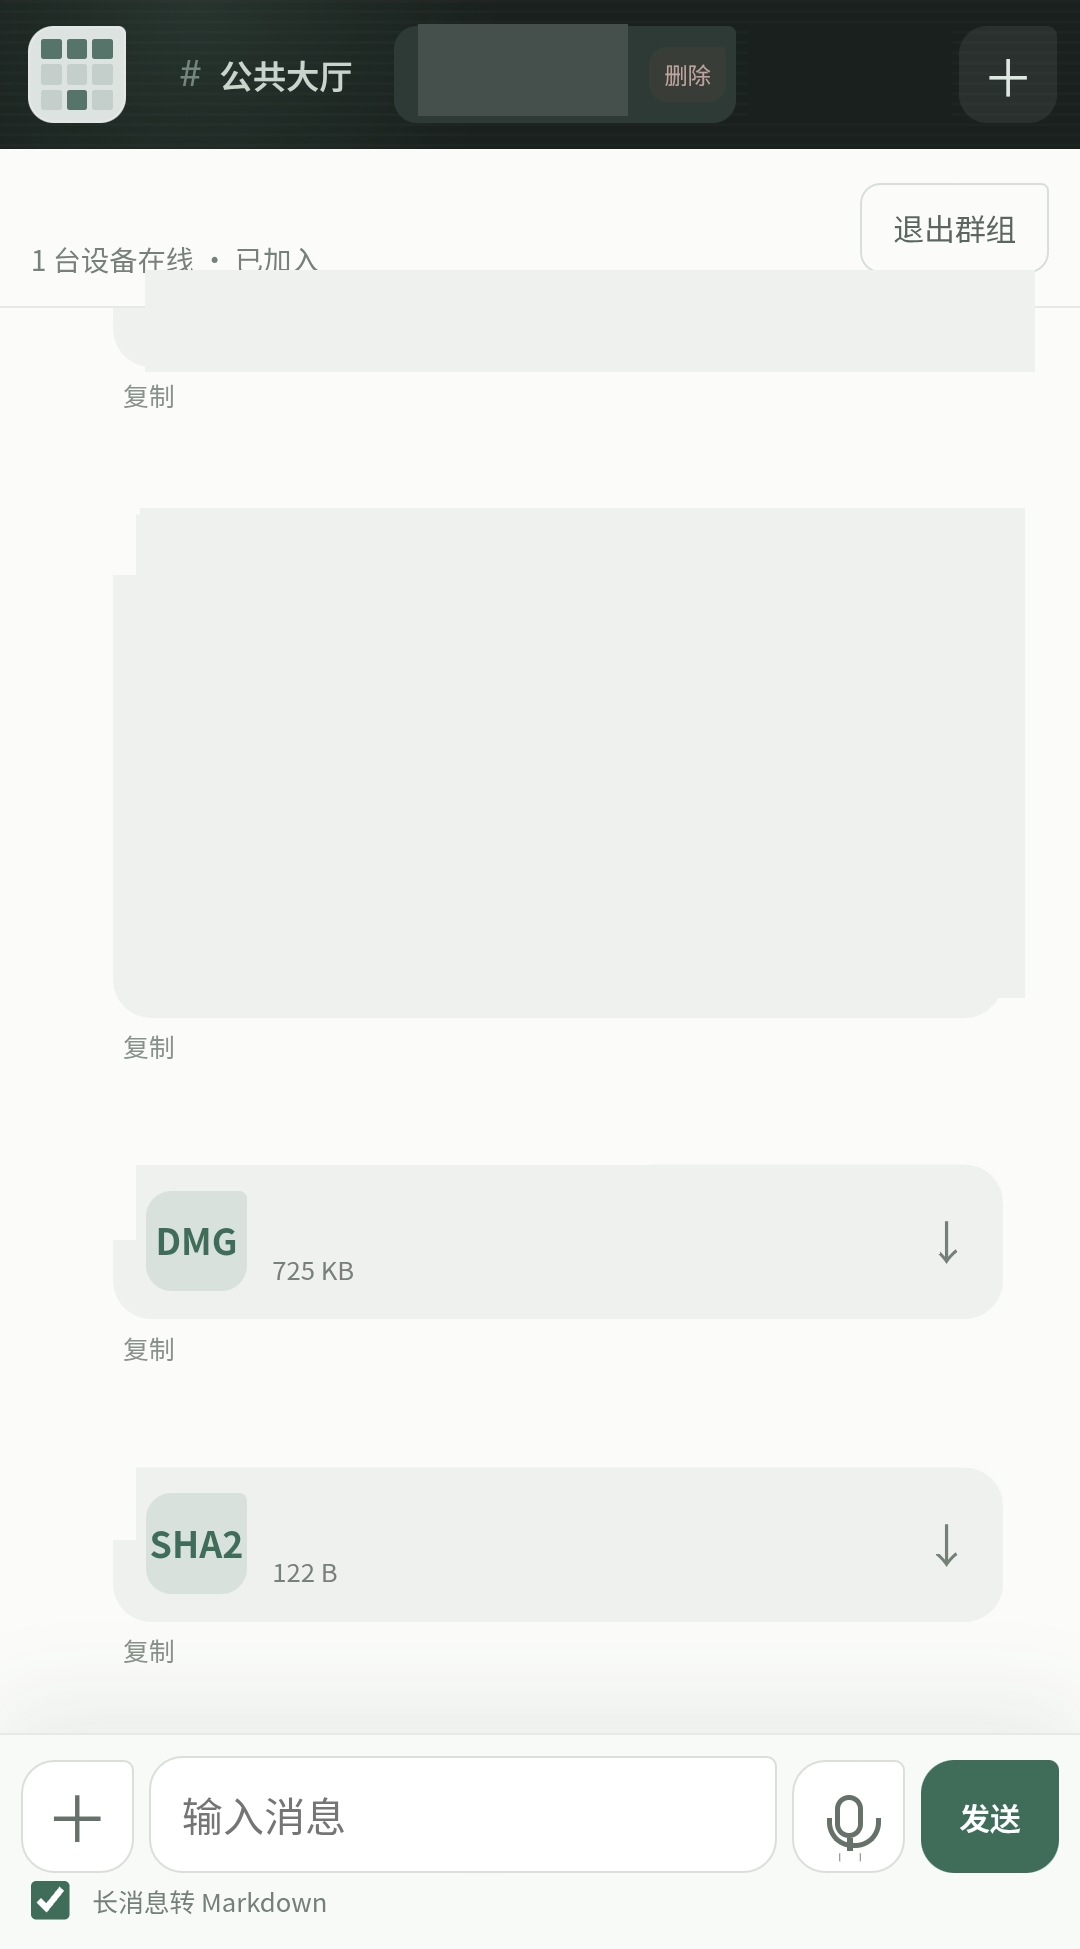 # 公共大厅
删除
退出群组
1 台设备在线 · 已加入
复制
复制
DMG
725 KB
复制
SHA2
122 B
复制
输入消息
发送
长消息转 Markdown